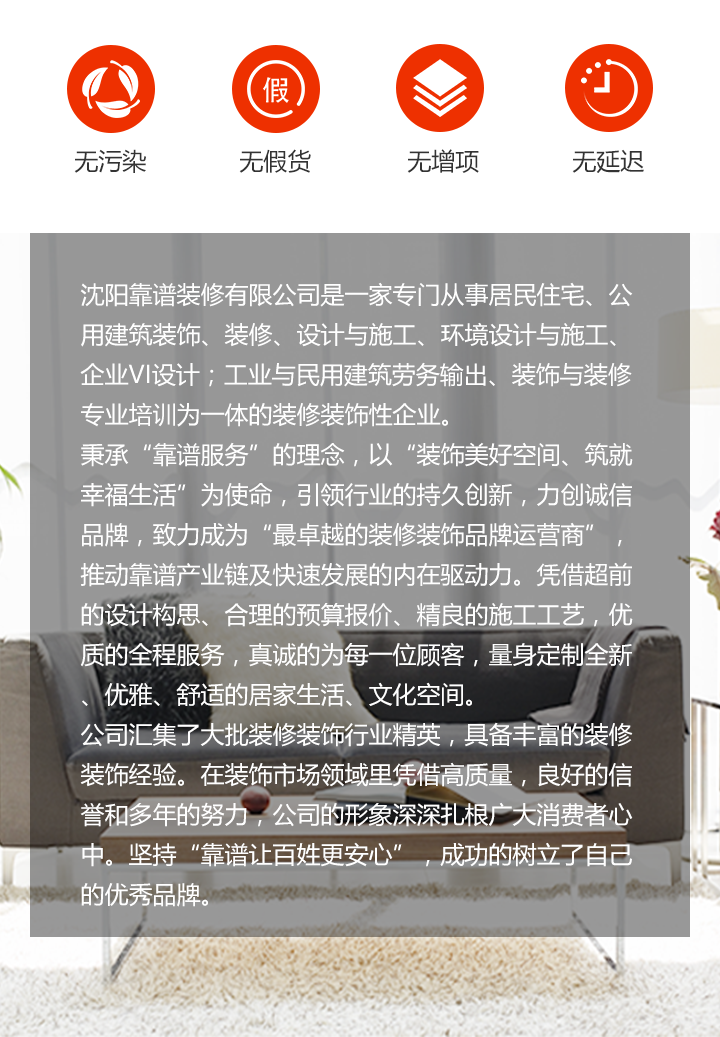 假
无污染 无假货 无增项 无延迟
沈阳靠谱装修有限公司是一家专门从事居民住宅、公
用建筑装饰、装修、设计与施工、环境设计与施工、
企业VI设计；工业与民用建筑劳务输出、装饰与装修
专业培训为一体的装修装饰性企业。
秉承“靠谱服务”的理念，以“装饰美好空间、筑就
幸福生活”为使命，引领行业的持久创新，力创诚信
品牌，致力成为“最卓越的装修装饰品牌运营商”，
推动靠谱产业链及快速发展的内在驱动力。凭借超前
的设计构思、合理的预算报价、精良的施工工艺，优
质的全程服务，真诚的为每一位顾客，量身定制全新
、优雅、舒适的居家生活、文化空间。
公司汇集了大批装修装饰行业精英，具备丰富的装修
装饰经验。在装饰市场领域里凭借高质量，良好的信
誉和多年的努力，公司的形象深深扎根广大消费者心
中。坚持“靠谱让百姓更安心”，成功的树立了自己
的优秀品牌。